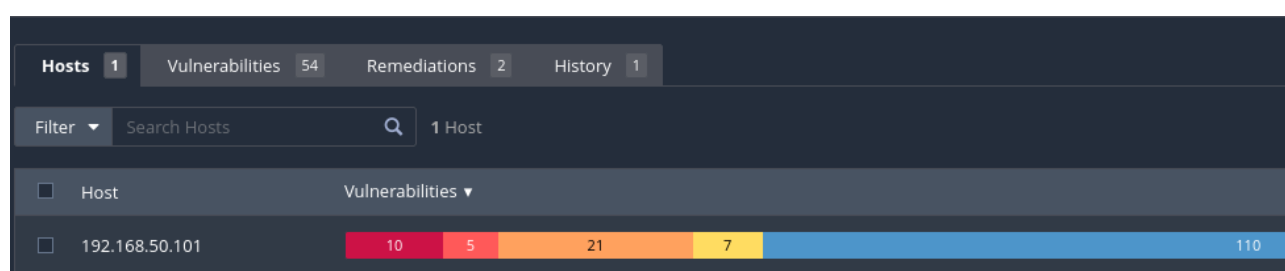 Hosts 1 Vulnerabilities 54 Remediations 2 History 1
Filter Search Hosts 1 Host
Host Vulnerabilities
192.168.50.101 10 5 21 7 110